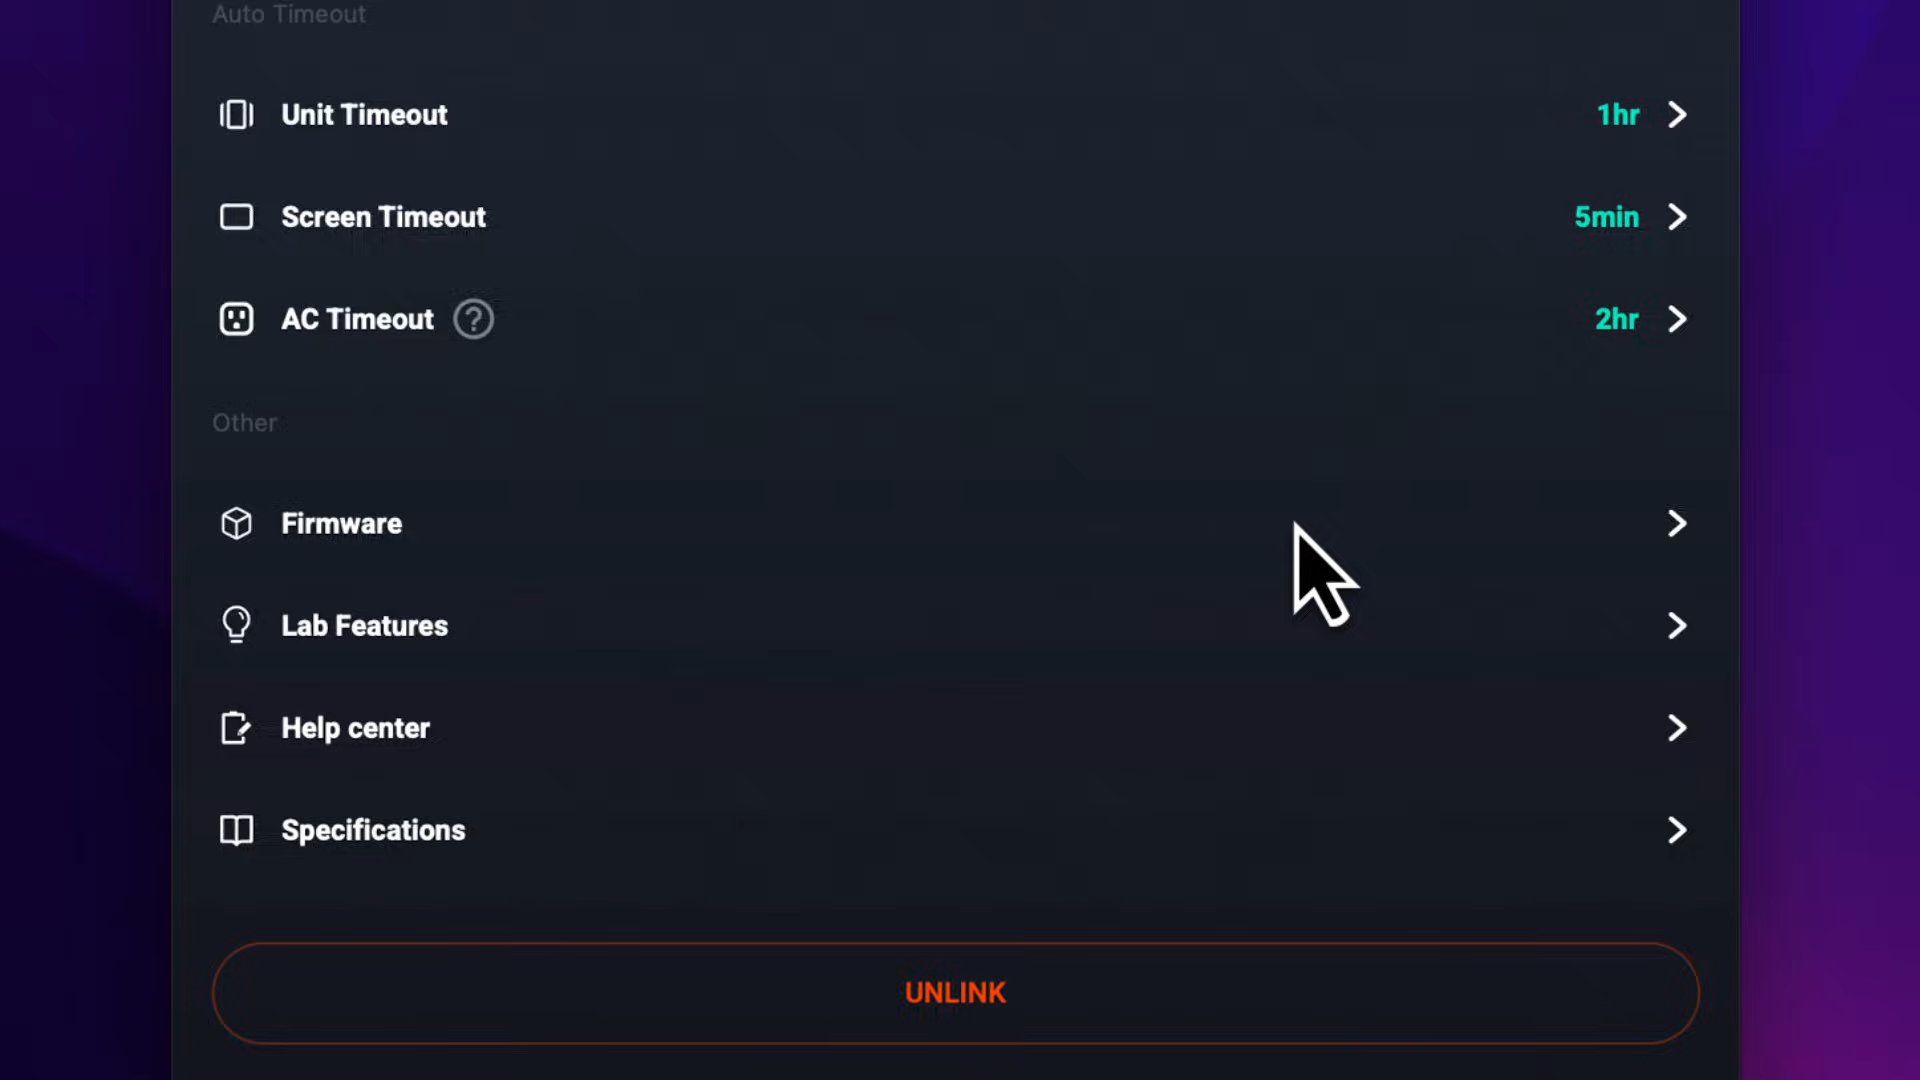 Auto Timeout
Unit Timeout 1hr
Screen Timeout 5min
AC Timeout ? 2hr
Other
Firmware
Lab Features
Help center
Specifications
UNLINK